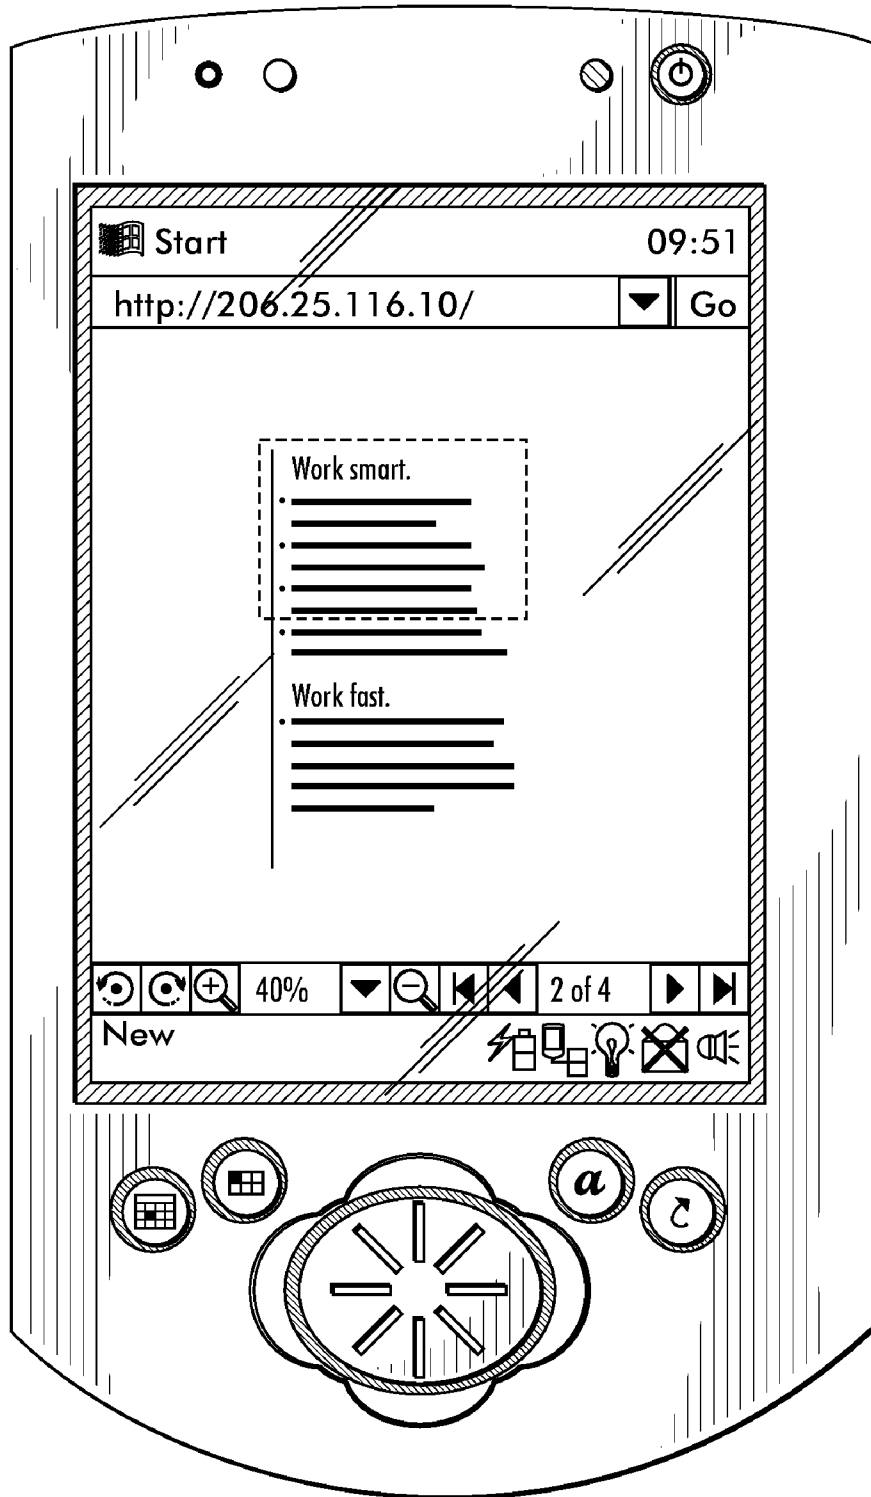 Start 09:51
http://206.25.116.10/ Go
Work smart.
Work fast.
40% 2 of 4
New
a